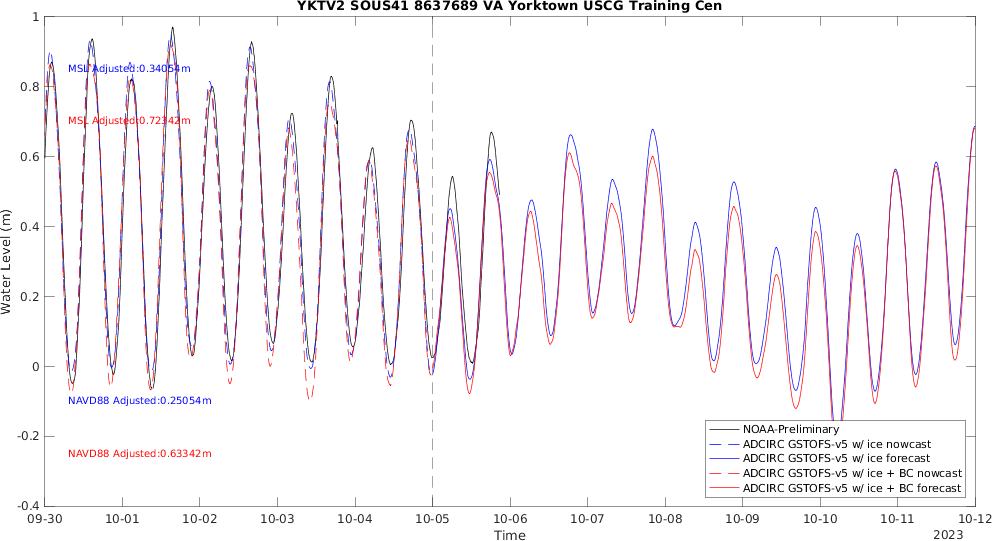 YKTV2 SOUS41 8637689 VA Yorktown USCG Training Cen
Water Level (m)
1
0.8
0.6
0.4
0.2
0
-0.2
-0.4
MSL Adjusted:0.34054m
MSL Adjusted:0.72342m
NAVD88 Adjusted:0.25054m
NAVD88 Adjusted:0.63342m
NOAA-Preliminary
ADCIRC GSTOFS-v5 w/ ice nowcast
ADCIRC GSTOFS-v5 w/ ice forecast
ADCIRC GSTOFS-v5 w/ ice + BC nowcast
ADCIRC GSTOFS-v5 w/ ice + BC forecast
09-30 10-01 10-02 10-03 10-04 10-05 10-06 10-07 10-08 10-09 10-10 10-11 10-12
Time
2023